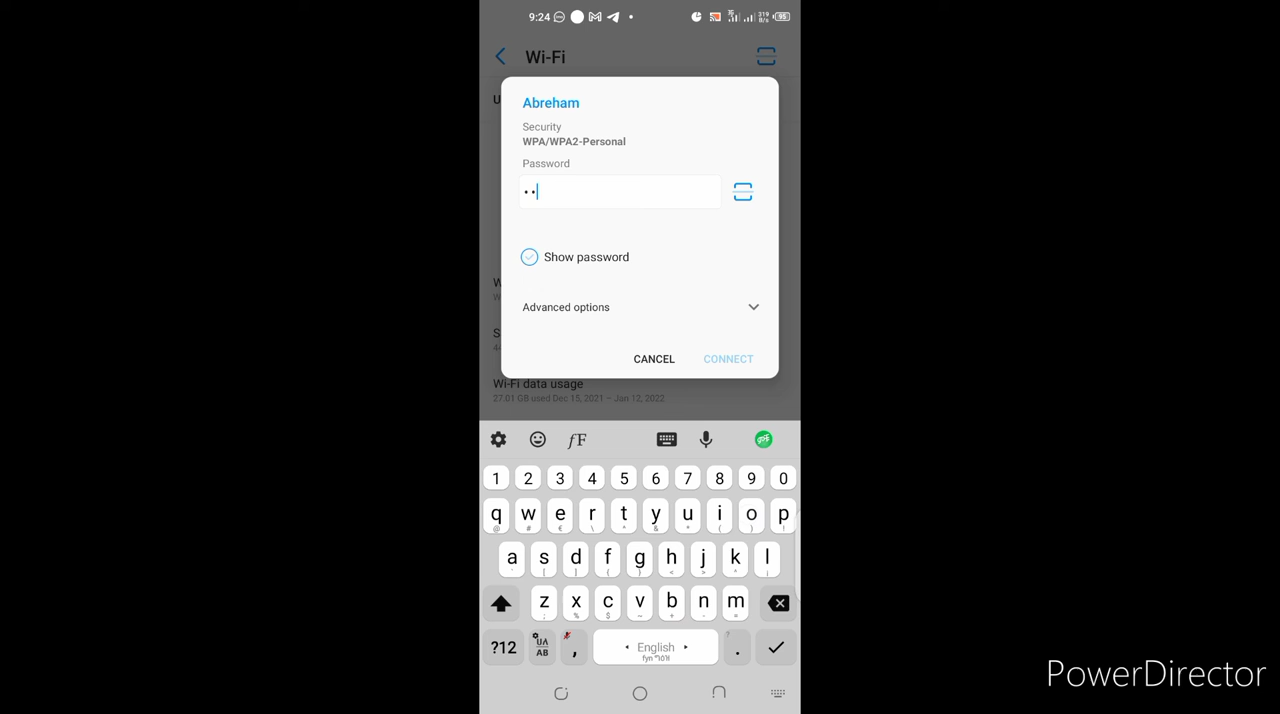 9:24
319 B/s
95
Wi-Fi
Abreham
Security
WPA/WPA2-Personal
Password
••
Show password
Advanced options
CANCEL
CONNECT
Wi-Fi data usage
27.01 GB used Dec 15, 2021 – Jan 12, 2022
1 2 3 4 5 6 7 8 9 0
q w e r t y u i o p
a s d f g h j k l
z x c v b n m
?12
,
English
.
PowerDirector